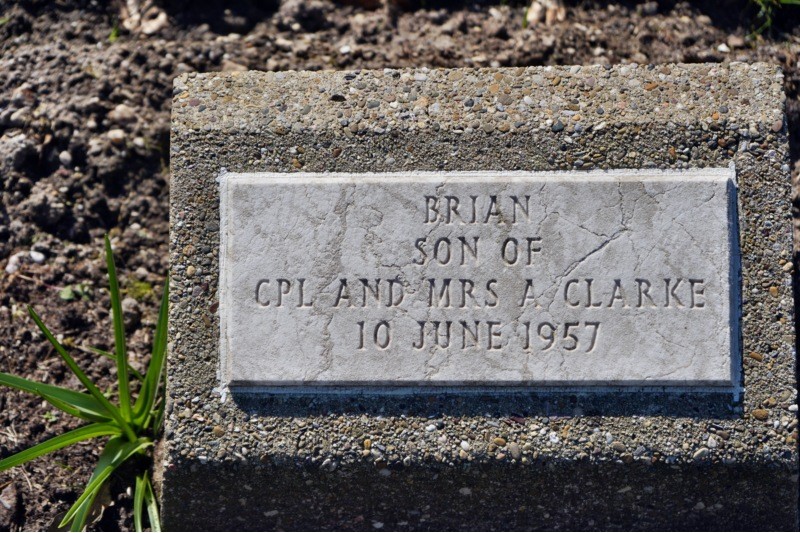 BRIAN
SON OF
CPL AND MRS A CLARKE
10 JUNE 1957